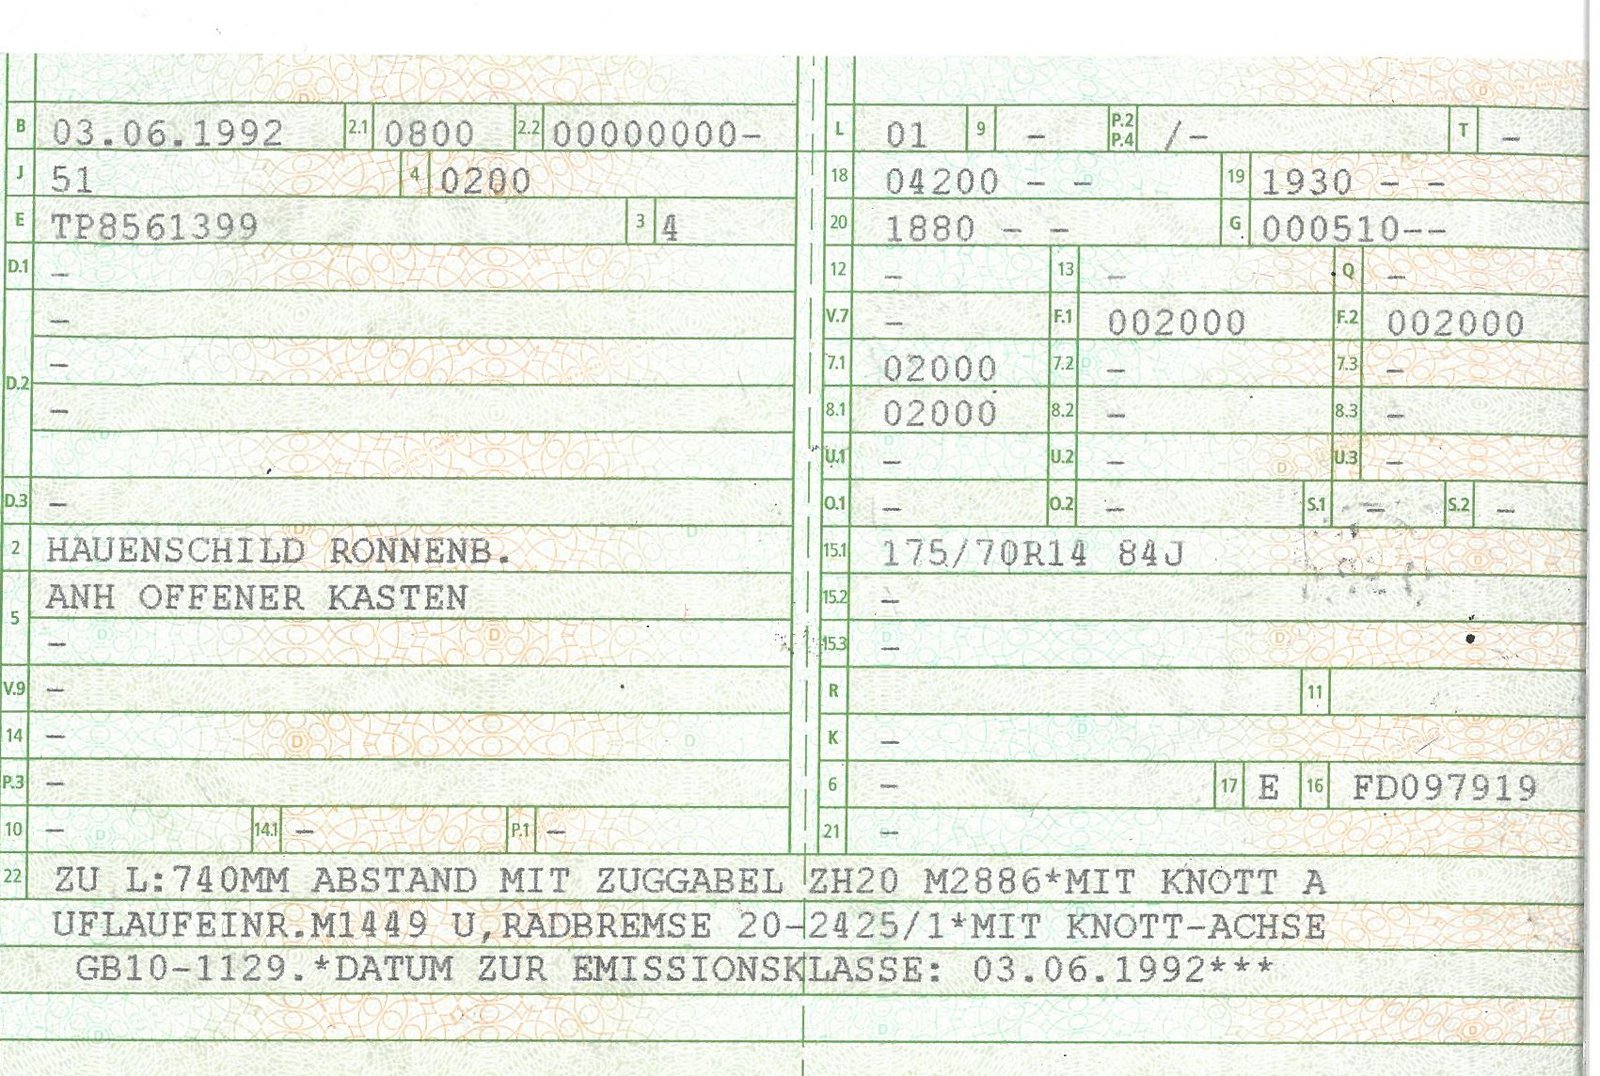 B 03.06.1992 2.1 0800 2.2 00000000-
L 01 9 - P.2 P.4 /- T -
J 51 4 0200
18 04200 - - 19 1930 - -
E TP8561399 3 4
20 1880 - - G 000510--
D.1 -
12 - 13 - Q -
-
V.7 - F.1 002000 F.2 002000
D.2 -
7.1 02000 7.2 - 7.3 -
-
8.1 02000 8.2 - 8.3 -
U.1 - U.2 - U.3 -
D.3 -
O.1 - O.2 - S.1 - S.2 -
2 HAUENSCHILD RONNENB.
15.1 175/70R14 84J
5 ANH OFFENER KASTEN
15.2 -
-
15.3 -
V.9 -
R 11
14 -
K -
P.3 -
6 - 17 E 16 FD097919
10 - 14.1 - P.1 -
21 -
22 ZU L:740MM ABSTAND MIT ZUGGABEL ZH20 M2886*MIT KNOTT A
UFLAUFEINR.M1449 U,RADBREMSE 20-2425/1*MIT KNOTT-ACHSE
GB10-1129.*DATUM ZUR EMISSIONSKLASSE: 03.06.1992***